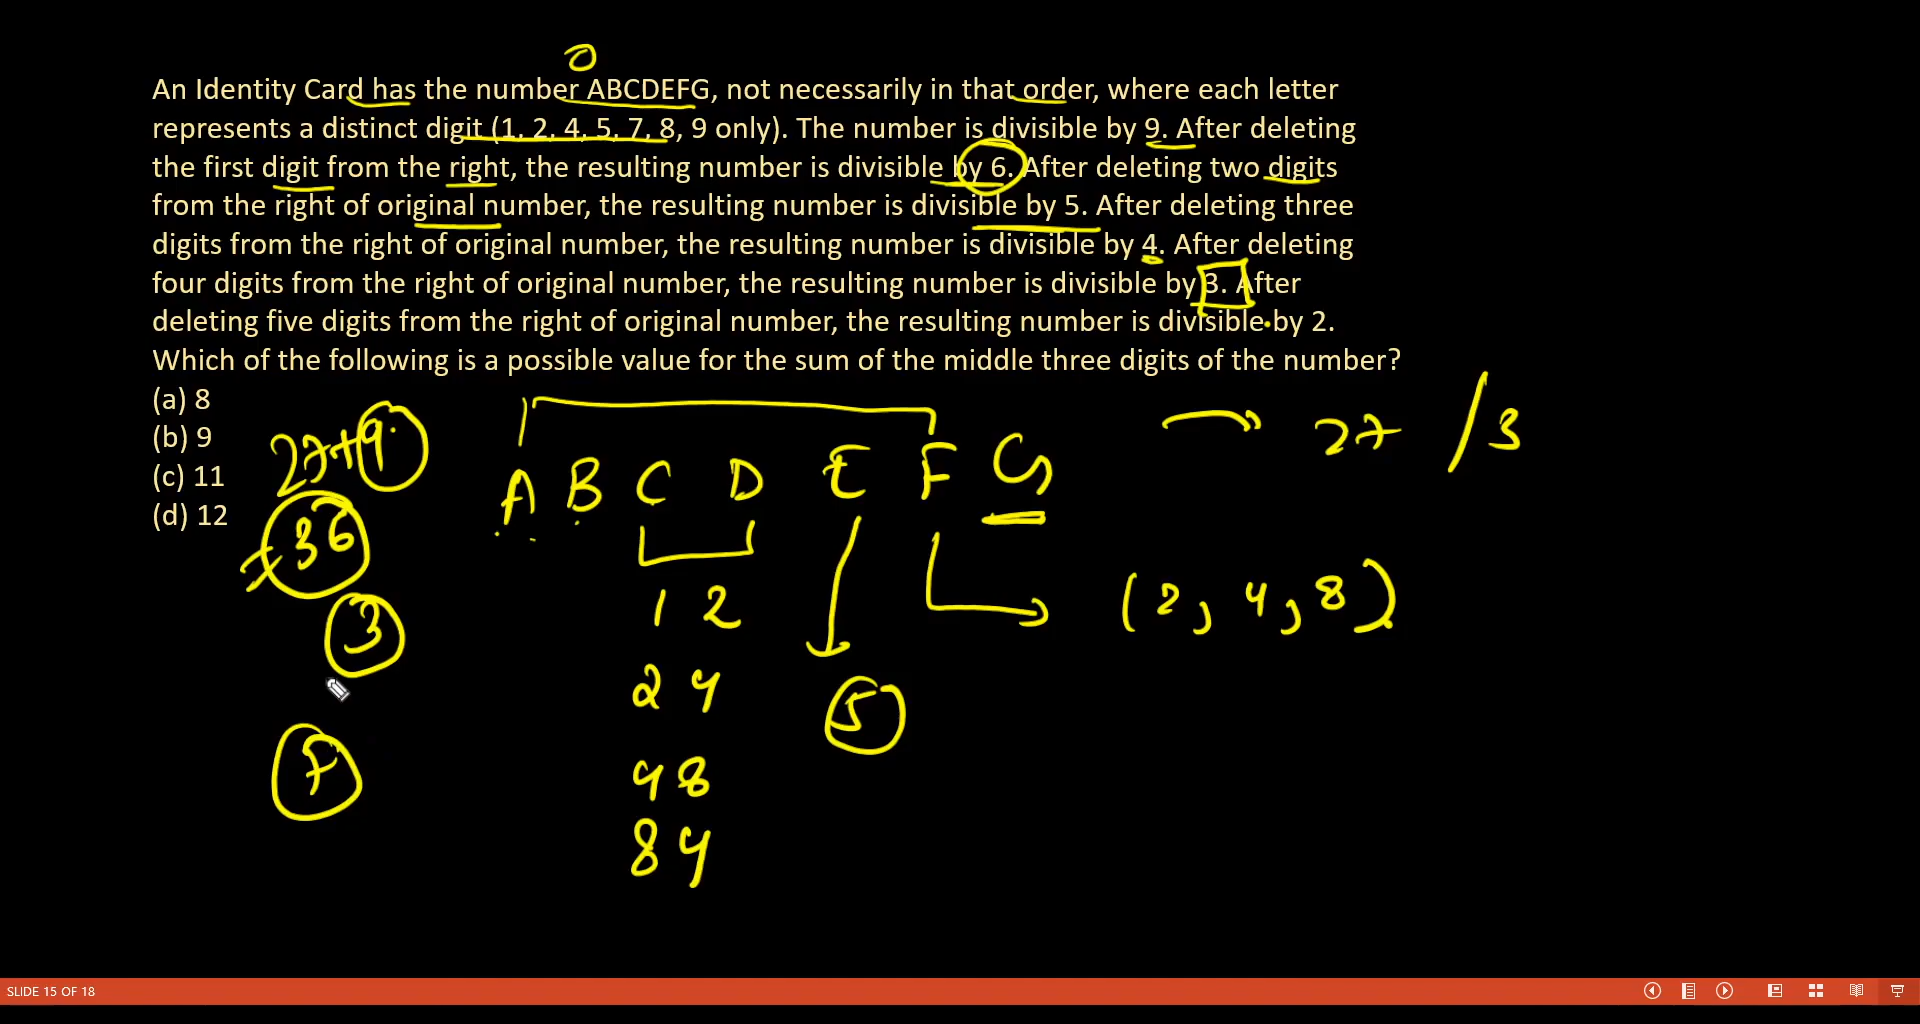 0
An Identity Card has the number ABCDEFG, not necessarily in that order, where each letter
represents a distinct digit (1, 2, 4, 5, 7, 8, 9 only). The number is divisible by 9. After deleting
the first digit from the right, the resulting number is divisible by 6. After deleting two digits
from the right of original number, the resulting number is divisible by 5. After deleting three
digits from the right of original number, the resulting number is divisible by 4. After deleting
four digits from the right of original number, the resulting number is divisible by 3. After
deleting five digits from the right of original number, the resulting number is divisible by 2.
Which of the following is a possible value for the sum of the middle three digits of the number?
(a) 8
(b) 9
(c) 11
(d) 12
27+9
= 36
3
A B C D E F G
27 / 3
1 2
2 4
4 8
8 4
5
(2, 4, 8)
SLIDE 15 OF 18